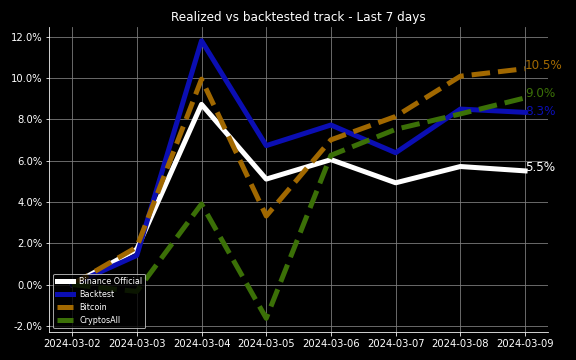 Realized vs backtested track - Last 7 days
12.0%
10.0%
8.0%
6.0%
4.0%
2.0%
0.0%
-2.0%
10.5%
9.0%
8.3%
5.5%
Binance Official
Backtest
Bitcoin
CryptosAll
2024-03-02 2024-03-03 2024-03-04 2024-03-05 2024-03-06 2024-03-07 2024-03-08 2024-03-09